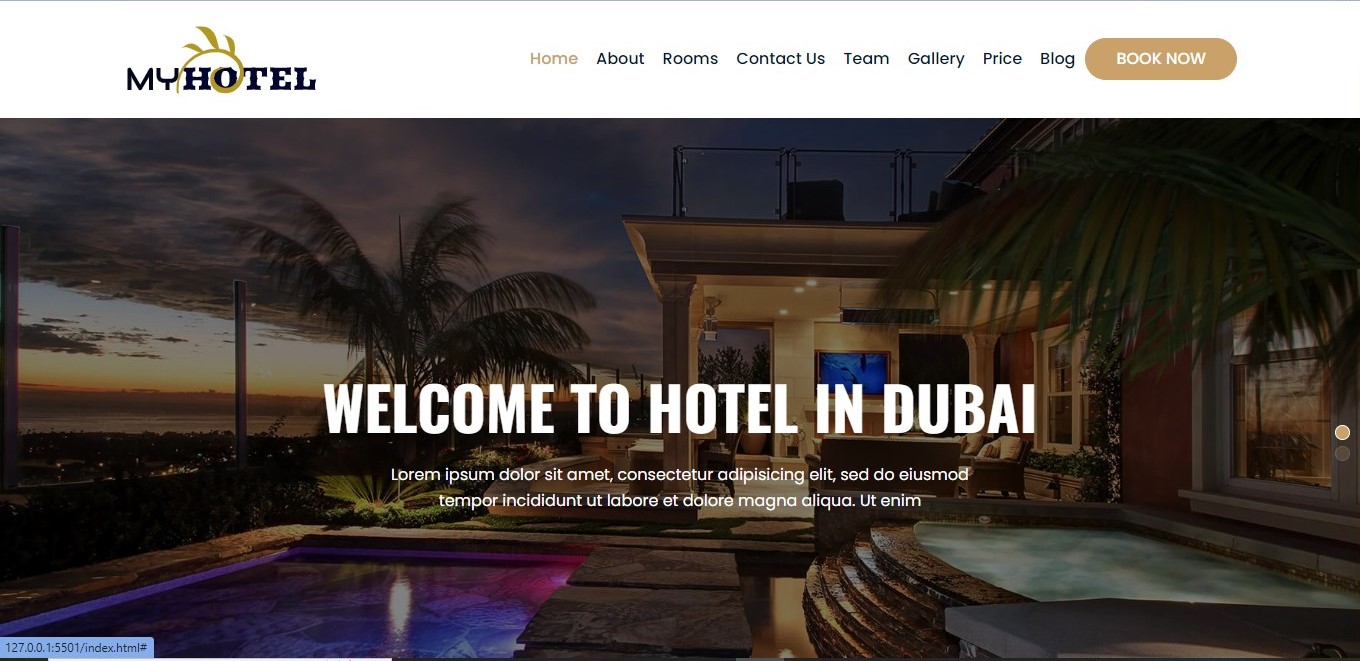 MYHOTEL
Home About Rooms Contact Us Team Gallery Price Blog BOOK NOW
WELCOME TO HOTEL IN DUBAI
Lorem ipsum dolor sit amet, consectetur adipisicing elit, sed do eiusmod
tempor incididunt ut labore et dolore magna aliqua. Ut enim
127.0.0.1:5501/index.html#